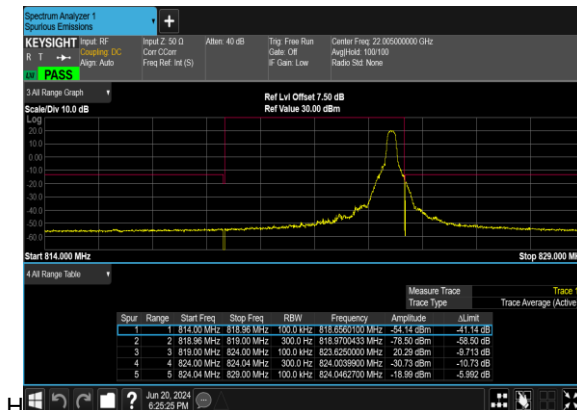 Spectrum Analyzer 1
Spurious Emissions
KEYSIGHT Input: RF Input Z: 50 Ω Atten: 40 dB Trig: Free Run Center Freq: 22.005000000 GHz
R T Coupling: DC Corr CCorr Gate: Off Avg|Hold: 100/100
Align: Auto Freq Ref: Int (S) IF Gain: Low Radio Std: None
PASS
3 All Range Graph
Ref Lvl Offset 7.50 dB
Scale/Div 10.0 dB Ref Value 30.00 dBm
Log
20.0
10.0
0.00
-10.0
-20.0
-30.0
-40.0
-50.0
-60.0
Start 814.000 MHz Stop 829.000 MH
4 All Range Table
Measure Trace Trace 1
Trace Type Trace Average (Active
Spur Range Start Freq Stop Freq RBW Frequency Amplitude ΔLimit
1 1 814.00 MHz 818.96 MHz 100.0 kHz 818.6560100 MHz -54.14 dBm -41.14 dB
2 2 818.96 MHz 819.00 MHz 300.0 Hz 818.9700433 MHz -78.50 dBm -58.50 dB
3 3 819.00 MHz 824.00 MHz 100.0 kHz 823.6250000 MHz 20.29 dBm -9.713 dB
4 4 824.00 MHz 824.04 MHz 300.0 Hz 824.0039900 MHz -30.73 dBm -10.73 dB
5 5 824.04 MHz 829.00 MHz 100.0 kHz 824.0462700 MHz -18.99 dBm -5.992 dB
H
? Jun 20, 2024
6:25:25 PM